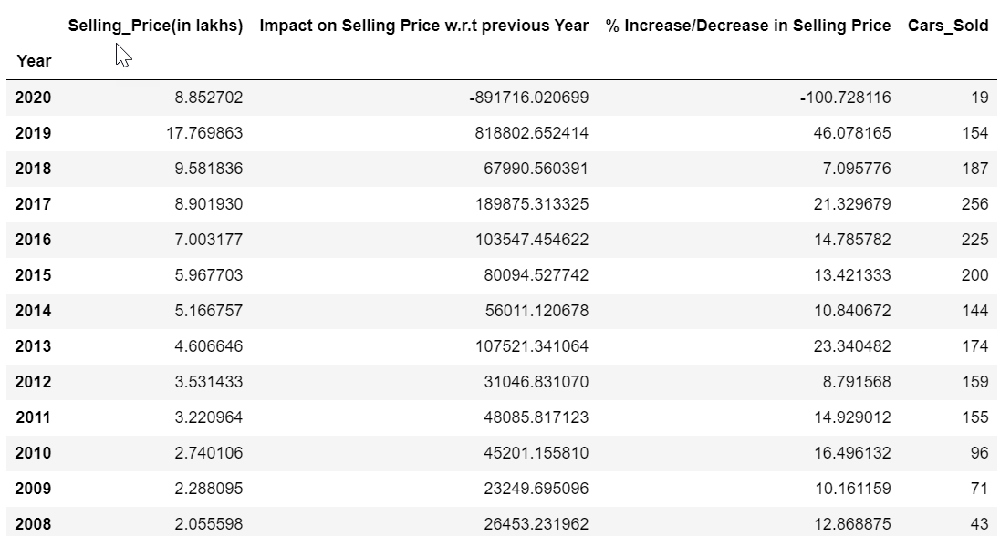 Selling_Price(in lakhs) Impact on Selling Price w.r.t previous Year % Increase/Decrease in Selling Price Cars_Sold
Year
2020 8.852702 -891716.020699 -100.728116 19
2019 17.769863 818802.652414 46.078165 154
2018 9.581836 67990.560391 7.095776 187
2017 8.901930 189875.313325 21.329679 256
2016 7.003177 103547.454622 14.785782 225
2015 5.967703 80094.527742 13.421333 200
2014 5.166757 56011.120678 10.840672 144
2013 4.606646 107521.341064 23.340482 174
2012 3.531433 31046.831070 8.791568 159
2011 3.220964 48085.817123 14.929012 155
2010 2.740106 45201.155810 16.496132 96
2009 2.288095 23249.695096 10.161159 71
2008 2.055598 26453.231962 12.868875 43